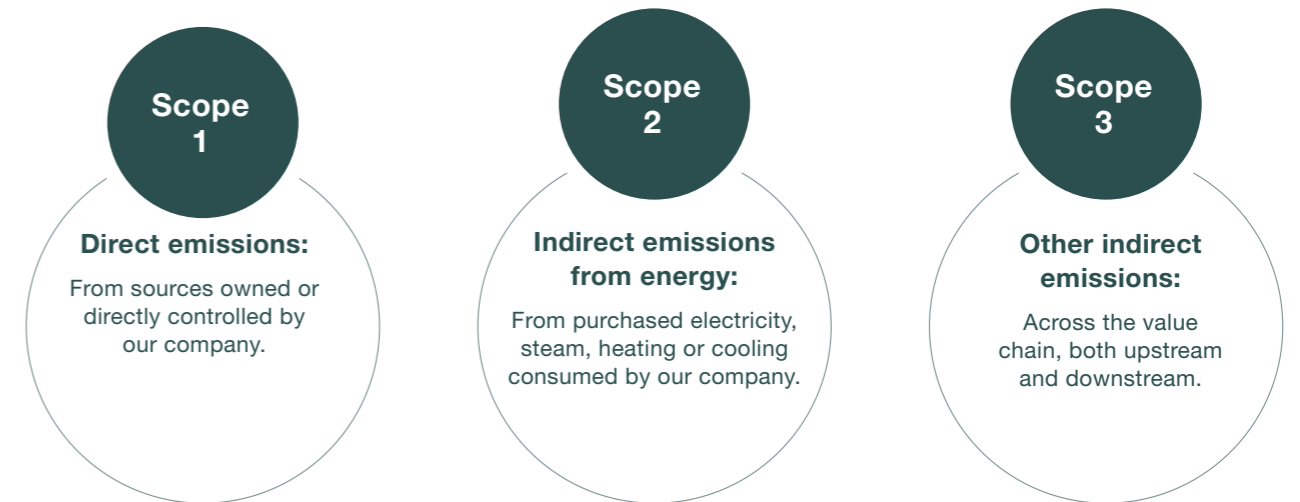 Scope
1
Direct emissions:
From sources owned or
directly controlled by
our company.
Scope
2
Indirect emissions
from energy:
From purchased electricity,
steam, heating or cooling
consumed by our company.
Scope
3
Other indirect
emissions:
Across the value
chain, both upstream
and downstream.